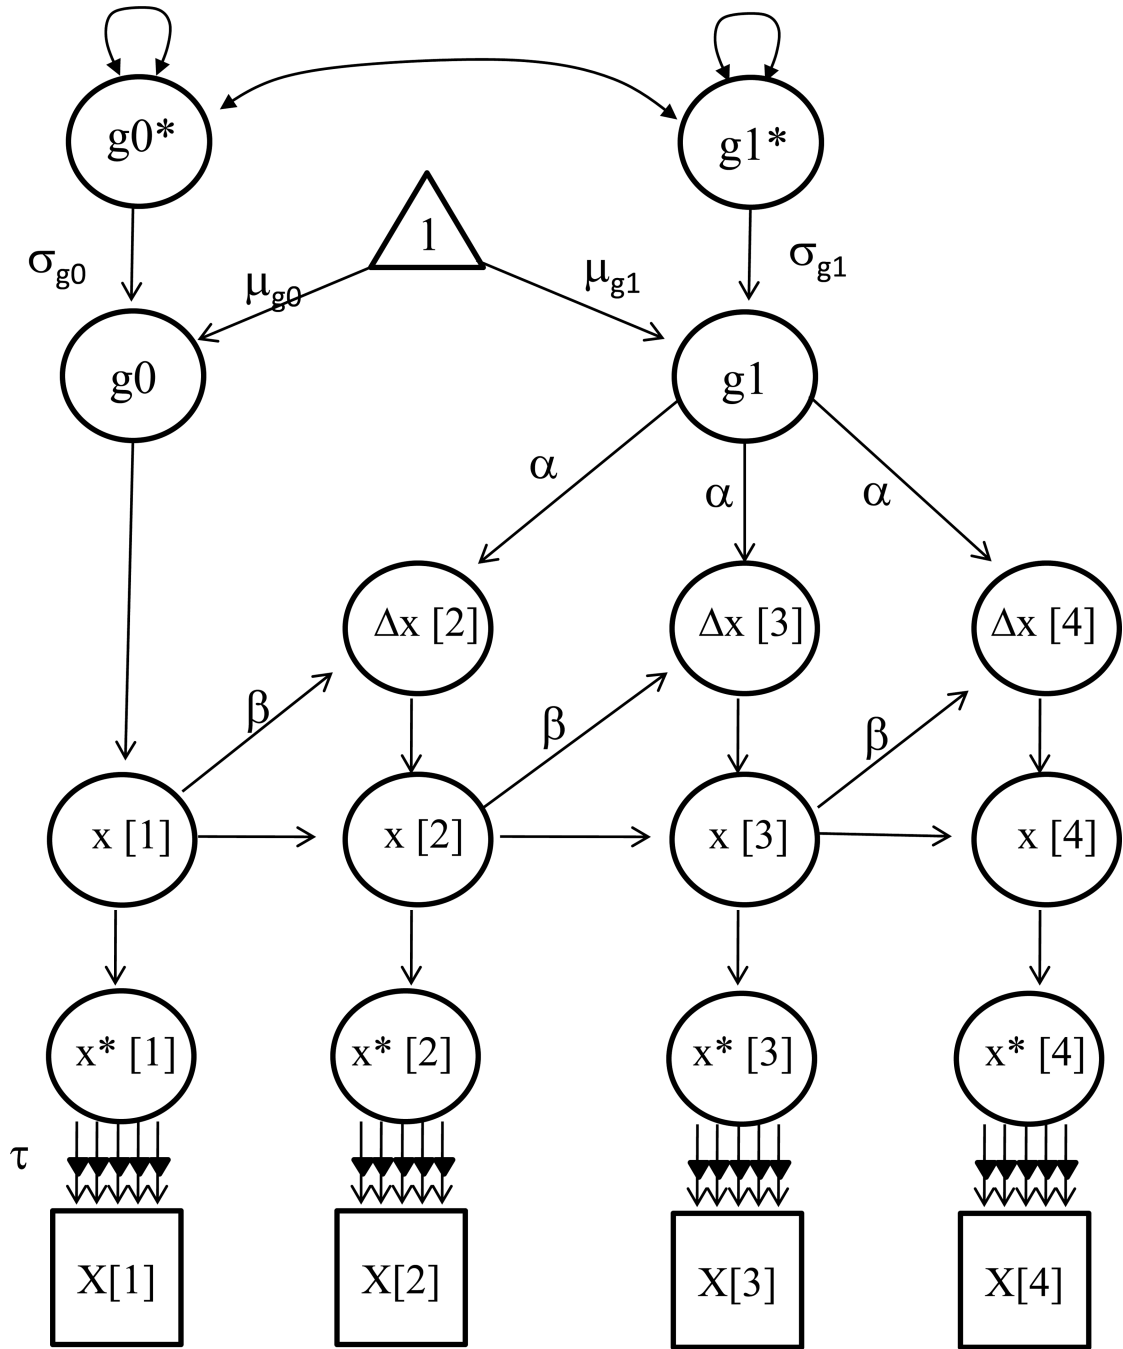 g0*
g1*
1
σg0
σg1
μg0
μg1
g0
g1
α
α
α
Δx [2]
Δx [3]
Δx [4]
β
β
β
x [1]
x [2]
x [3]
x [4]
x* [1]
x* [2]
x* [3]
x* [4]
τ
X[1]
X[2]
X[3]
X[4]